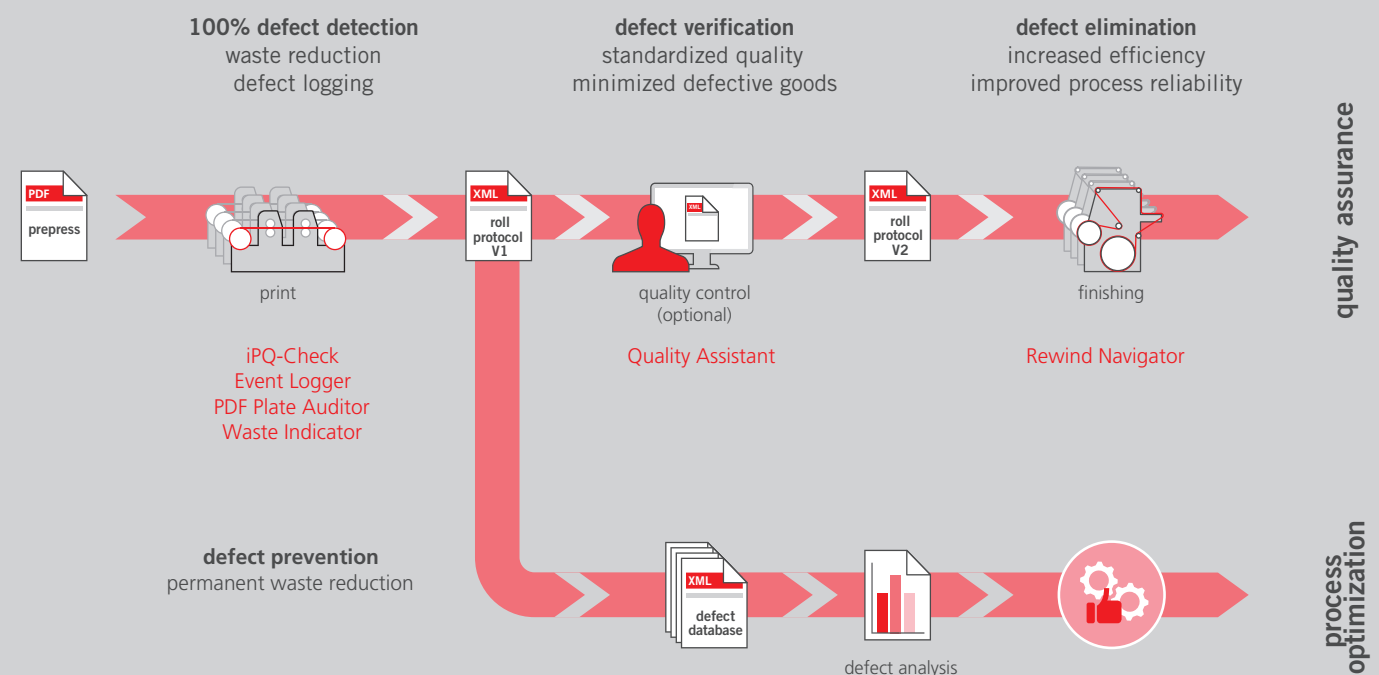 100% defect detection
waste reduction
defect logging
defect verification
standardized quality
minimized defective goods
defect elimination
increased efficiency
improved process reliability
quality assurance
PDF
prepress
print
XML
roll
protocol
V1
XML
quality control
(optional)
XML
roll
protocol
V2
finishing
iPQ-Check
Event Logger
PDF Plate Auditor
Waste Indicator
Quality Assistant
Rewind Navigator
defect prevention
permanent waste reduction
XML
defect
database
defect analysis
process
optimization